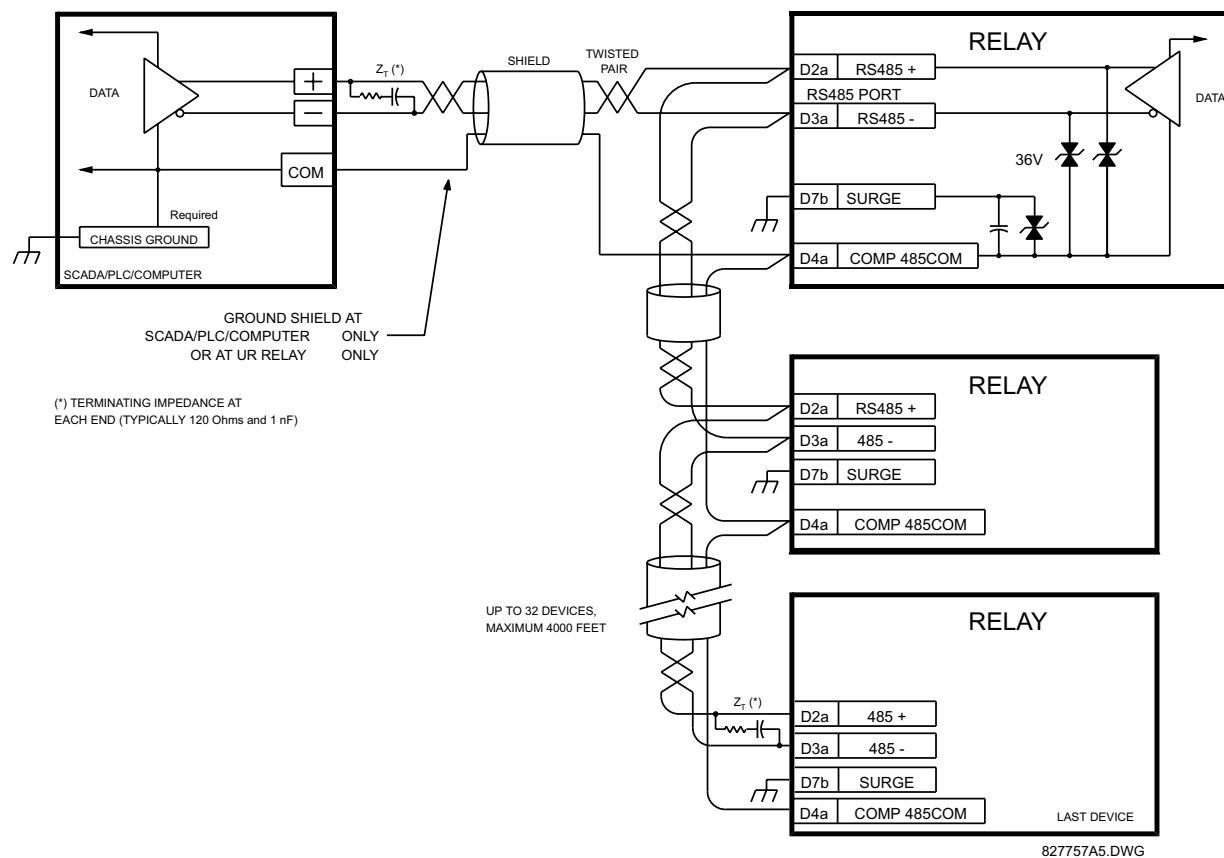 DATA
+
−
COM
Required
CHASSIS GROUND
SCADA/PLC/COMPUTER
ZT (*)
SHIELD
TWISTED
PAIR
RELAY
D2a RS485 +
RS485 PORT
D3a RS485 -
DATA
36V
D7b SURGE
D4a COMP 485COM
GROUND SHIELD AT
SCADA/PLC/COMPUTER ONLY
OR AT UR RELAY ONLY
(*) TERMINATING IMPEDANCE AT
EACH END (TYPICALLY 120 Ohms and 1 nF)
RELAY
D2a RS485 +
D3a 485 -
D7b SURGE
D4a COMP 485COM
UP TO 32 DEVICES,
MAXIMUM 4000 FEET
RELAY
ZT (*)
D2a 485 +
D3a 485 -
D7b SURGE
D4a COMP 485COM
LAST DEVICE
827757A5.DWG